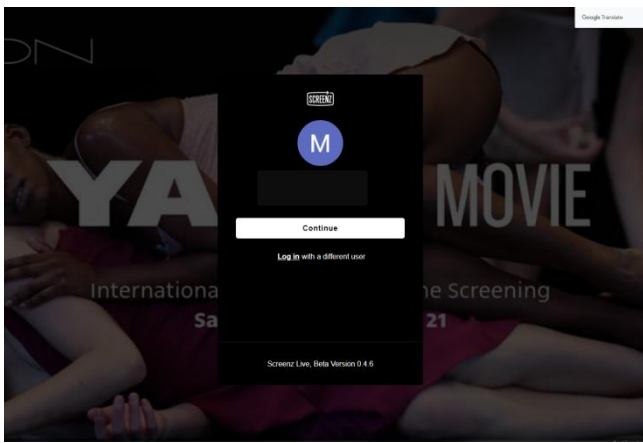 Google Translate
ON
SCREENZ
M
YA MOVIE
Continue
Log in with a different user
Internationa ne Screening
Sa 21
Screenz Live, Beta Version 0.4.6